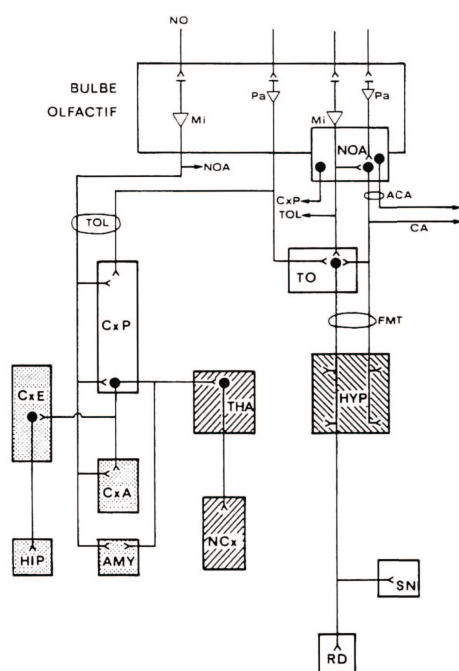 NO
BULBE
OLFACTIF
Pa
Pa
Mi
Mi
NOA
NOA
ACA
CxP
TOL
CA
TOL
TO
CxP
FMT
CxE
THA
HYP
CxA
NCx
HIP
AMY
SNI
RD